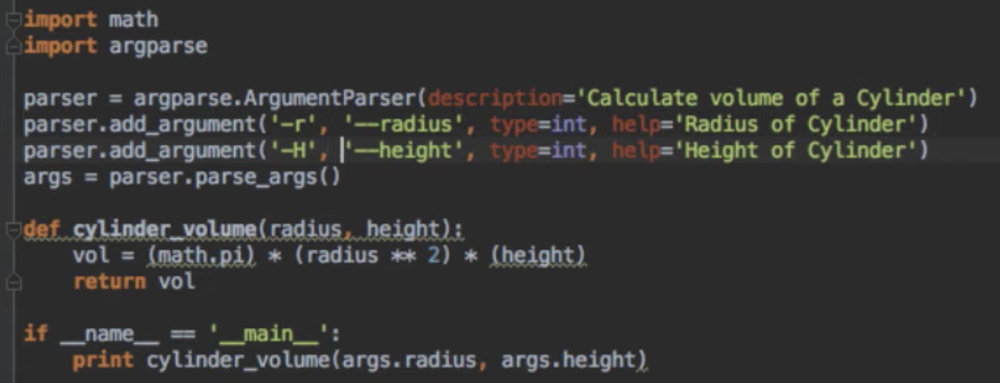 import math
import argparse

parser = argparse.ArgumentParser(description='Calculate volume of a Cylinder')
parser.add_argument('-r', '--radius', type=int, help='Radius of Cylinder')
parser.add_argument('-H', '--height', type=int, help='Height of Cylinder')
args = parser.parse_args()

def cylinder_volume(radius, height):
    vol = (math.pi) * (radius ** 2) * (height)
    return vol

if __name__ == '__main__':
    print cylinder_volume(args.radius, args.height)